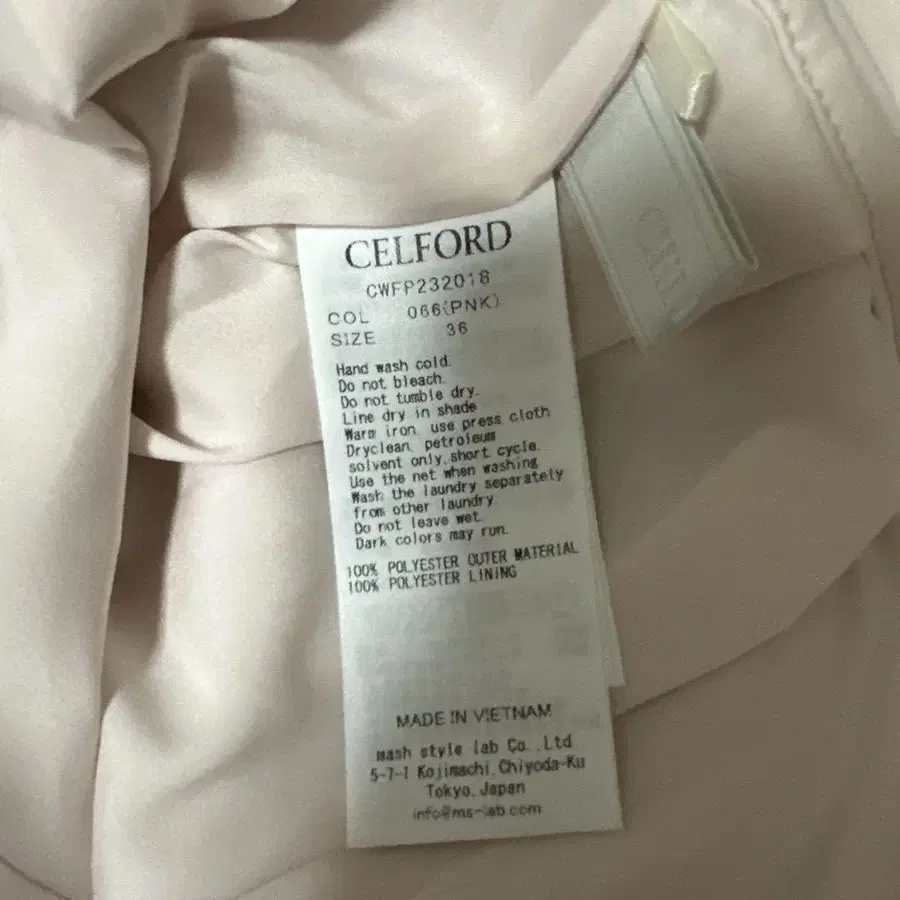 CELFORD
CWFP232018
COL 066(PNK)
SIZE 36
Hand wash cold.
Do not bleach.
Do not tumble dry.
Line dry in shade
Warm iron, use press cloth
Dryclean, petroleum
solvent only,short cycle.
Use the net when washing
Wash the laundry separately
from other laundry.
Do not leave wet.
Dark colors may run.
100% POLYESTER OUTER MATERIAL
100% POLYESTER LINING
MADE IN VIETNAM
mash style lab Co.,Ltd
5-7-1 Kojimachi,Chiyoda-Ku
Tokyo,Japan
info@ms-lab.com